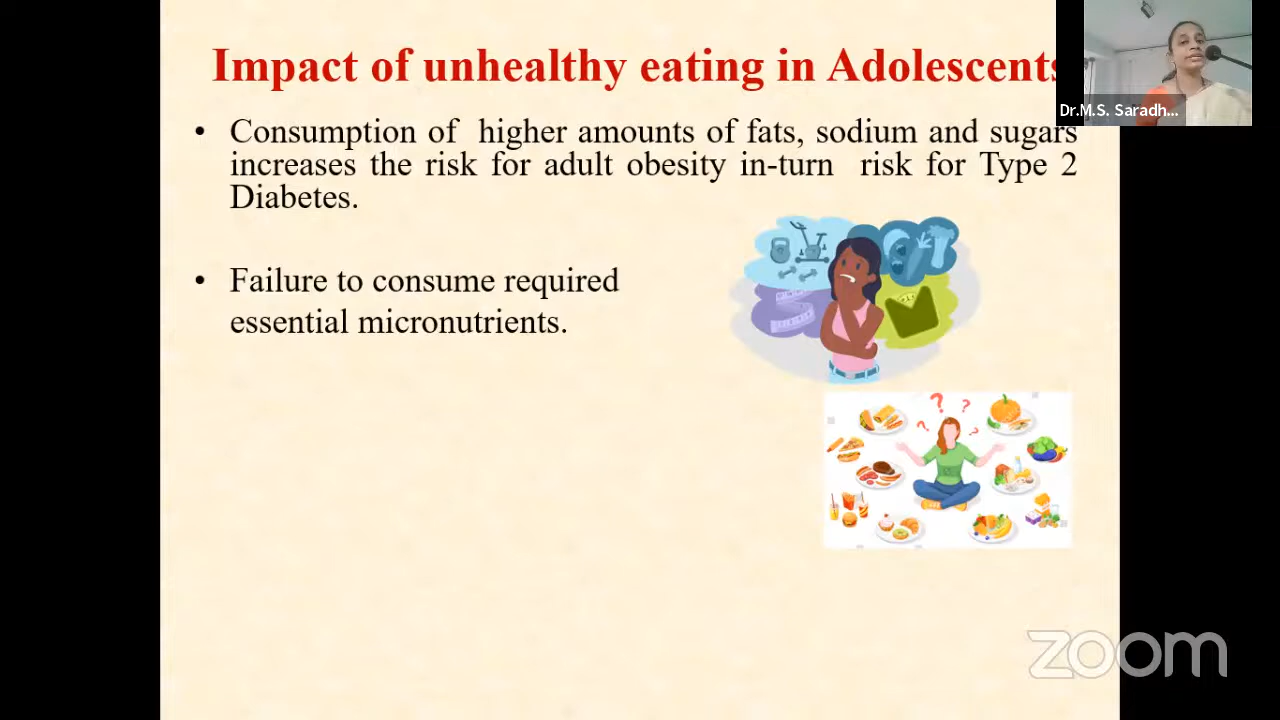 Impact of unhealthy eating in Adolescents
• Consumption of higher amounts of fats, sodium and sugars
increases the risk for adult obesity in-turn risk for Type 2
Diabetes.
• Failure to consume required
essential micronutrients.
Dr.M.S. Saradh...
? ? ? ?
zoom